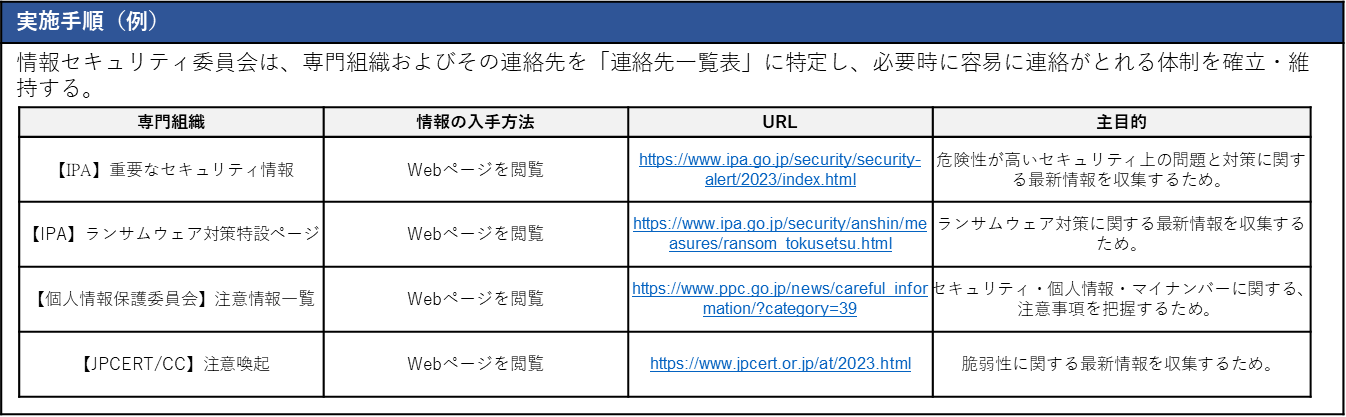 実施手順（例）
情報セキュリティ委員会は、専門組織およびその連絡先を「連絡先一覧表」に特定し、必要時に容易に連絡がとれる体制を確立・維
持する。
専門組織 情報の入手方法 URL 主目的
【IPA】重要なセキュリティ情報
Webページを閲覧
https://www.ipa.go.jp/security/security-
alert/2023/index.html
危険性が高いセキュリティ上の問題と対策に関す
る最新情報を収集するため。
【IPA】ランサムウェア対策特設ページ
Webページを閲覧
https://www.ipa.go.jp/security/anshin/me
asures/ransom_tokusetsu.html
ランサムウェア対策に関する最新情報を収集する
ため。
【個人情報保護委員会】注意情報一覧
Webページを閲覧
https://www.ppc.go.jp/news/careful_infor
mation/?category=39
セキュリティ・個人情報・マイナンバーに関する、
注意事項を把握するため。
【JPCERT/CC】注意喚起
Webページを閲覧
https://www.jpcert.or.jp/at/2023.html
脆弱性に関する最新情報を収集するため。